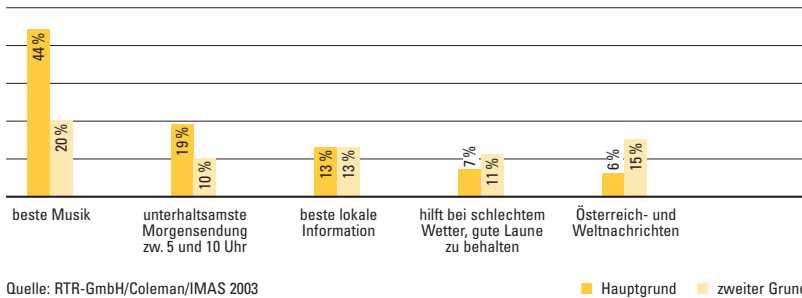 44 %
20 %
19 %
10 %
13 %
13 %
7 %
11 %
6 %
15 %
beste Musik
unterhaltsamste
Morgensendung
zw. 5 und 10 Uhr
beste lokale
Information
hilft bei schlechtem
Wetter, gute Laune
zu behalten
Österreich- und
Weltnachrichten
Quelle: RTR-GmbH/Coleman/IMAS 2003
Hauptgrund
zweiter Grund